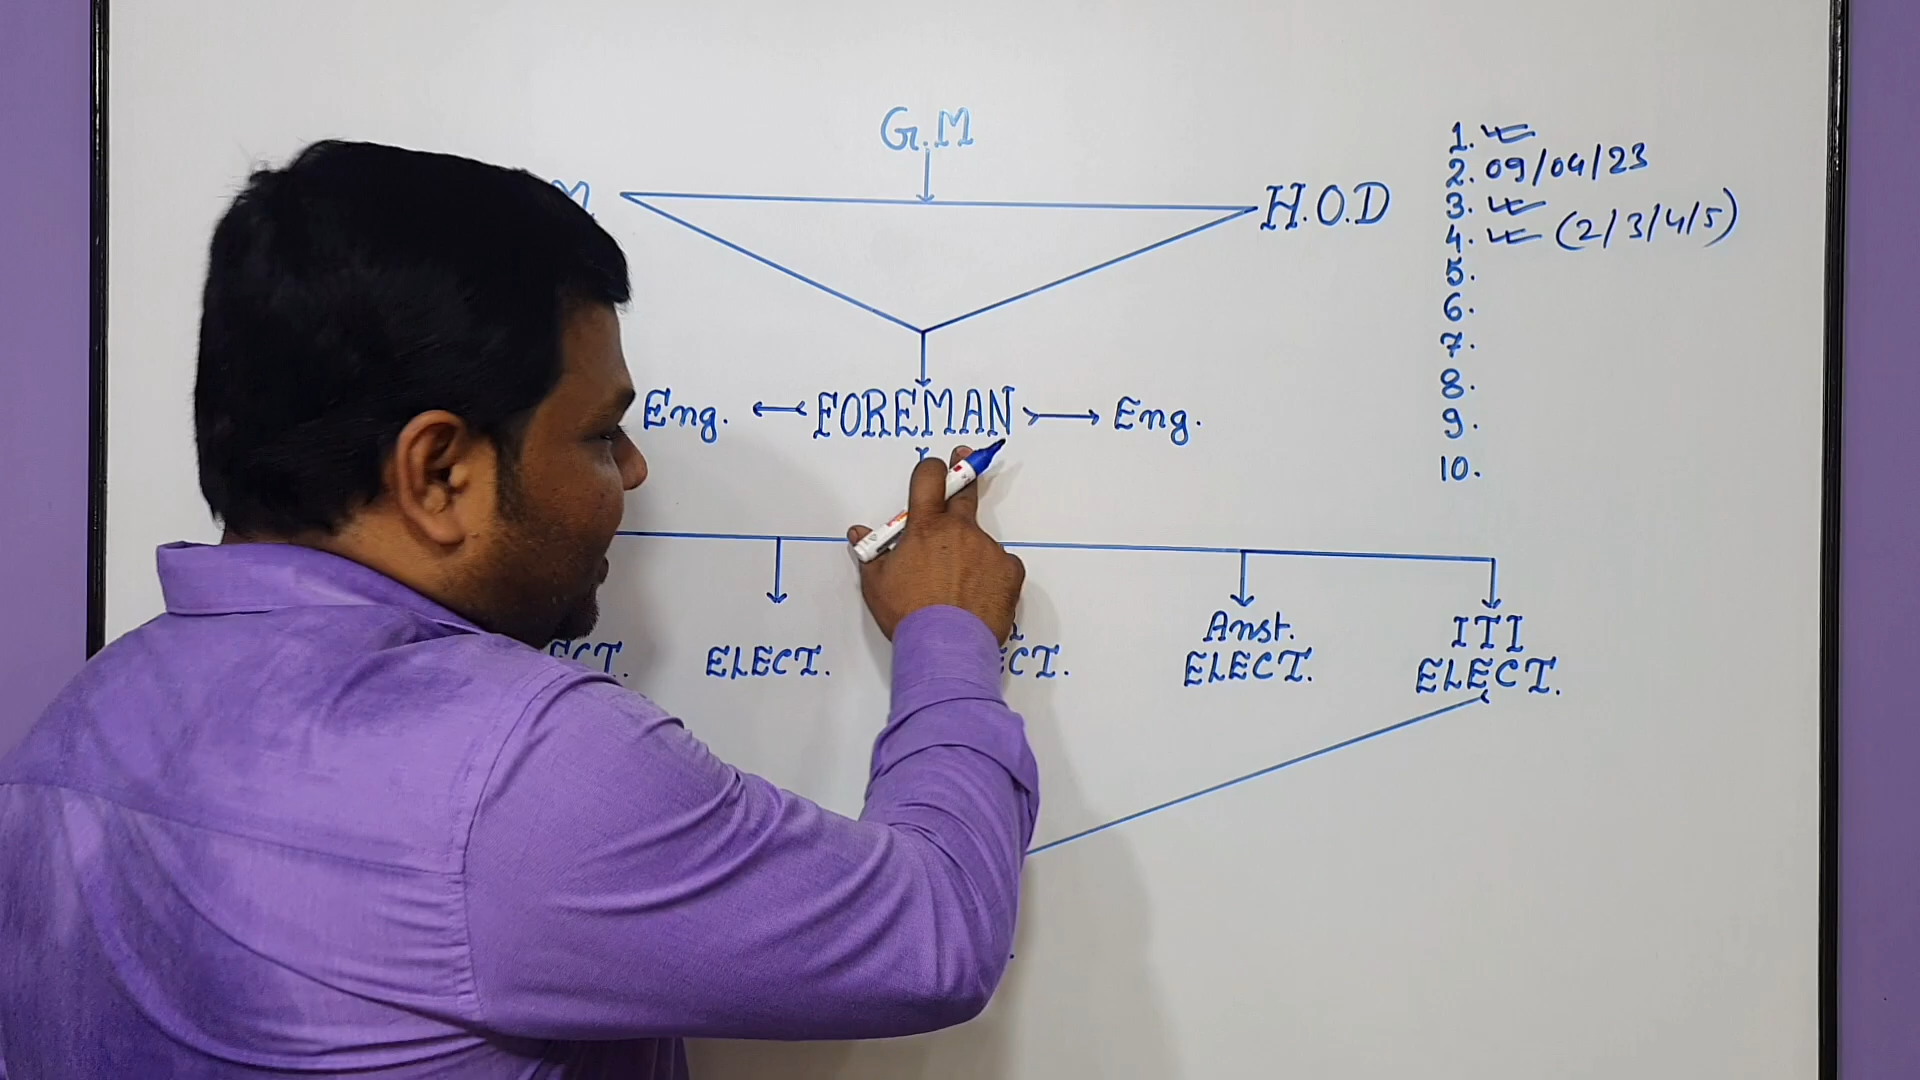 G.M
H.O.D
Eng. FOREMAN Eng.
ELECT.
Anst.
ELECT.
ITI
ELECT.
1.
2. 09/04/23
3.
4. (2/3/4/5)
5.
6.
7.
8.
9.
10.